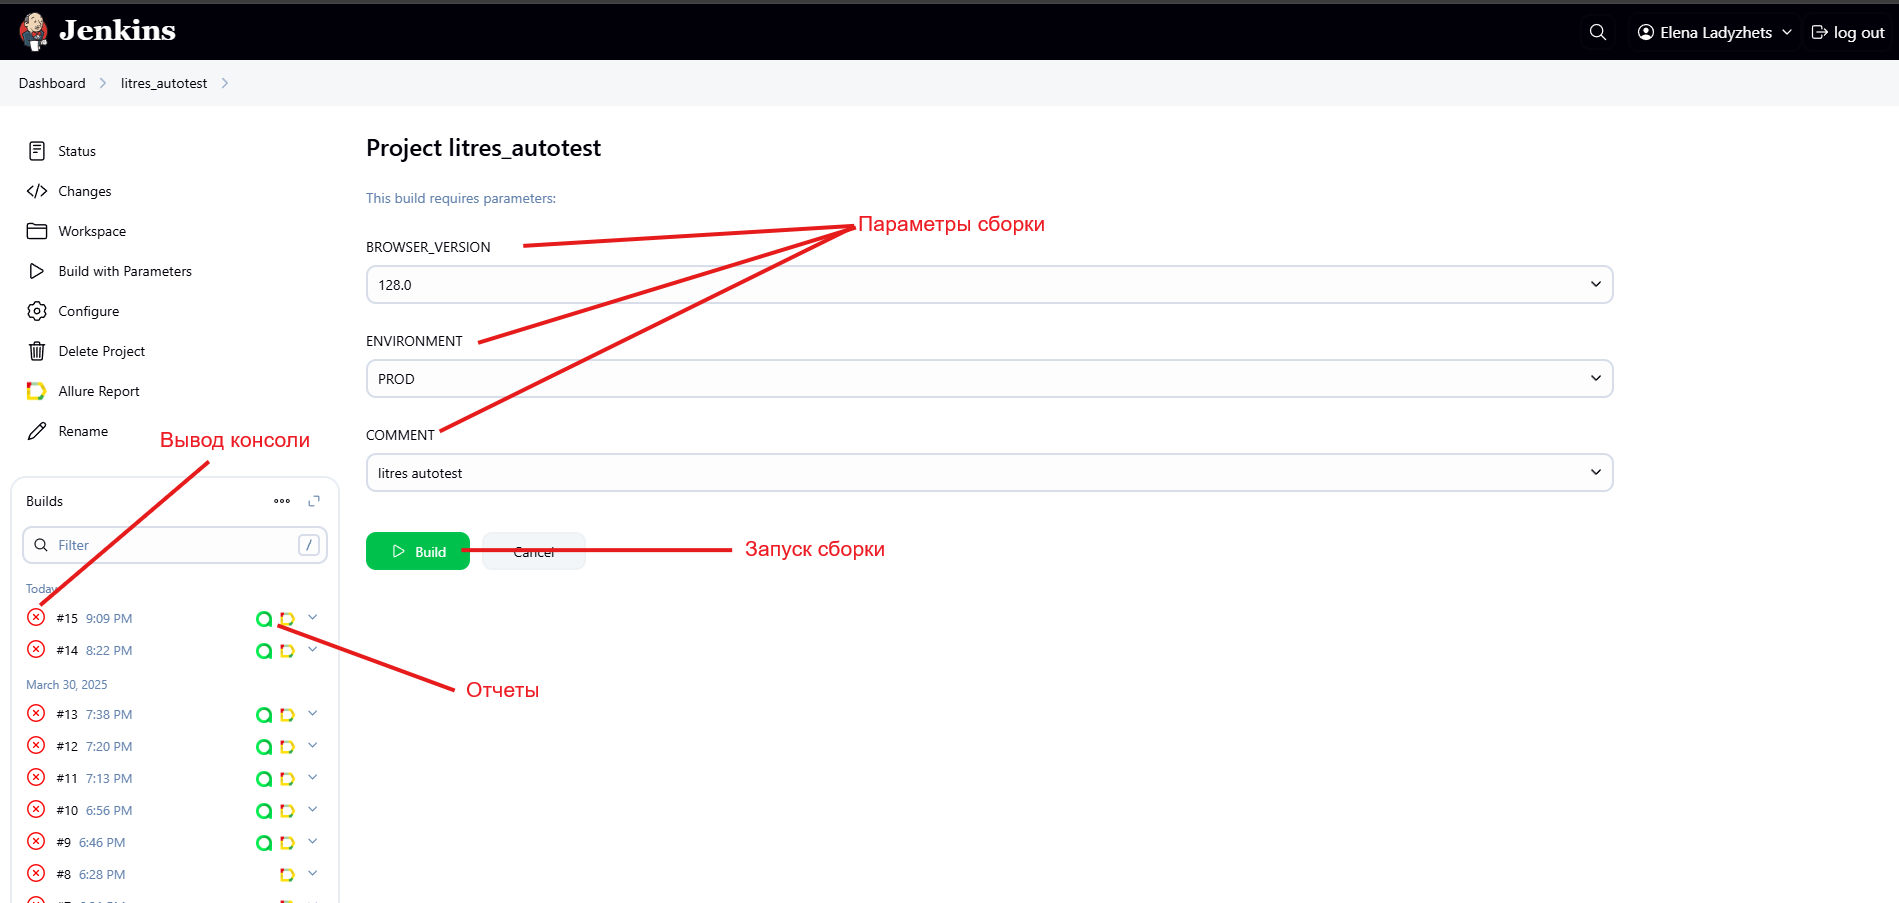 Jenkins
Elena Ladyzhets
log out
Dashboard
litres_autotest
Status
Changes
Workspace
Build with Parameters
Configure
Delete Project
Allure Report
Rename
Вывод консоли
Builds
Filter
/
Today
#15 9:09 PM
#14 8:22 PM
March 30, 2025
#13 7:38 PM
#12 7:20 PM
#11 7:13 PM
#10 6:56 PM
#9 6:46 PM
#8 6:28 PM
Project litres_autotest
This build requires parameters:
Параметры сборки
BROWSER_VERSION
128.0
ENVIRONMENT
PROD
COMMENT
litres autotest
Build
Cancel
Запуск сборки
Отчеты